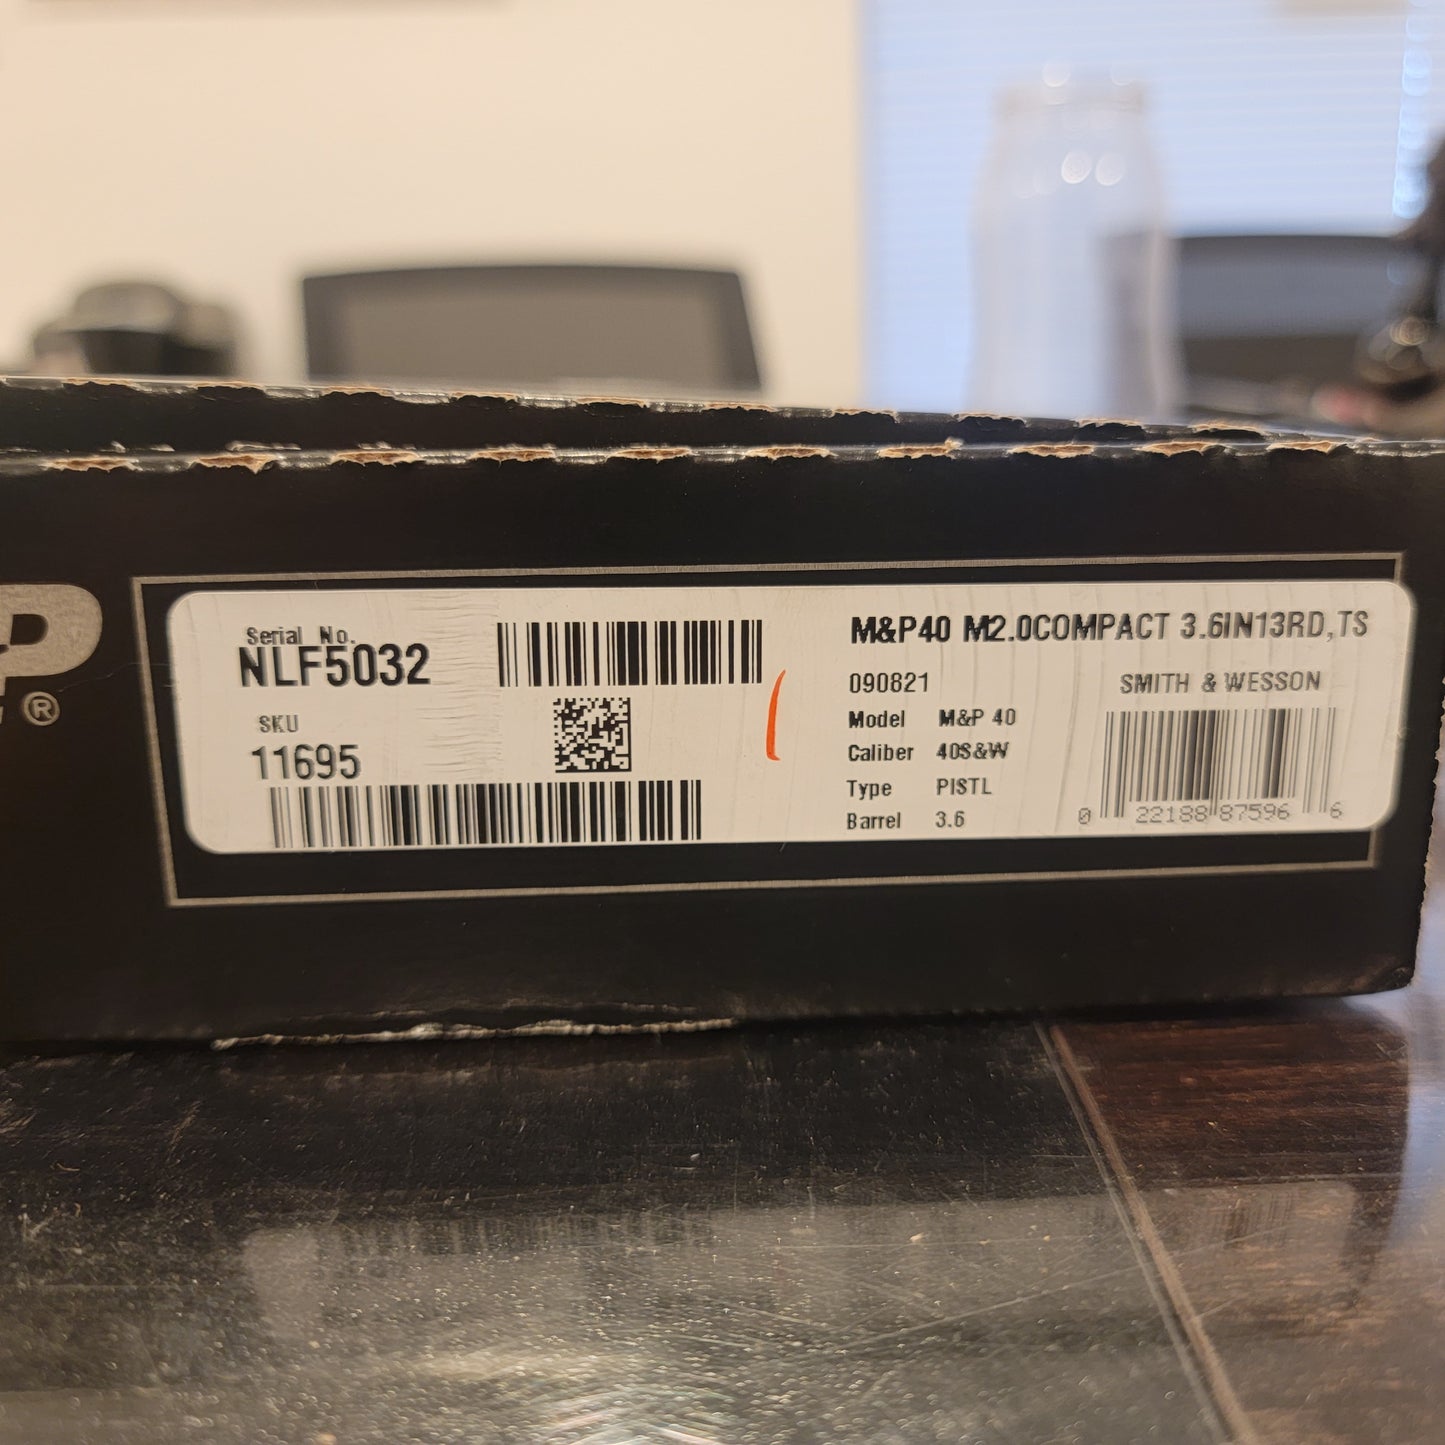 P
®
Serial No.
NLF5032
SKU
11695
M&P40 M2.0COMPACT 3.6IN13RD,TS
090821
SMITH & WESSON
Model M&P 40
Caliber 40S&W
Type PISTL
Barrel 3.6
0 22188 87596 6